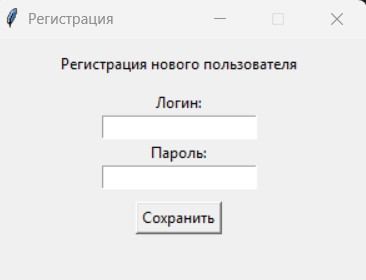 Регистрация
Регистрация нового пользователя
Логин:
Пароль:
Сохранить